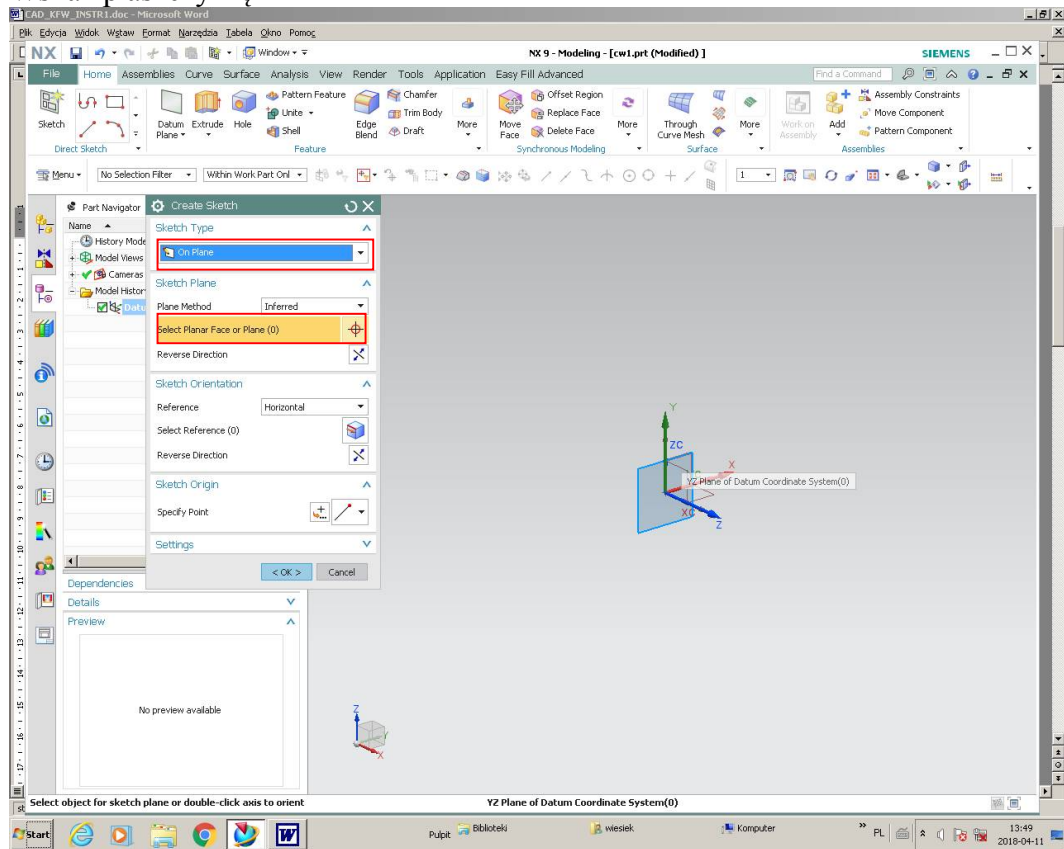 CAD_KFW_INSTR1.doc - Microsoft Word
Plik Edycja Widok Wstaw Format Narzędzia Tabela Okno Pomoc
NX Window NX 9 - Modeling - [cw1.prt (Modified) ] SIEMENS
File Home Assemblies Curve Surface Analysis View Render Tools Application Easy Fill Advanced Find a Command
Pattern Feature Chamfer Offset Region Assembly Constraints
Unite Trim Body Replace Face Move Component
Sketch Datum Plane Extrude Hole Shell Edge Blend Draft More Move Face Delete Face More Through Curve Mesh More Work on Assembly Add Pattern Component
Direct Sketch Feature Synchronous Modeling Surface Assemblies
Menu No Selection Filter Within Work Part Onl 1
Part Navigator Create Sketch
Name Sketch Type
History Mode
Model Views On Plane
Cameras
Model Histor Sketch Plane
Datu Plane Method Inferred
Select Planar Face or Plane (0)
Reverse Direction
Sketch Orientation
Reference Horizontal
Select Reference (0)
Reverse Direction
Sketch Origin
Specify Point
Settings
< OK > Cancel
Y
ZC
X
YZ Plane of Datum Coordinate System(0)
XC
Z
Dependencies
Details
Preview
No preview available
Z
Y
X
Select object for sketch plane or double-click axis to orient YZ Plane of Datum Coordinate System(0)
Start Pulpit Biblioteki wiesiek Komputer PL 13:49
2018-04-11